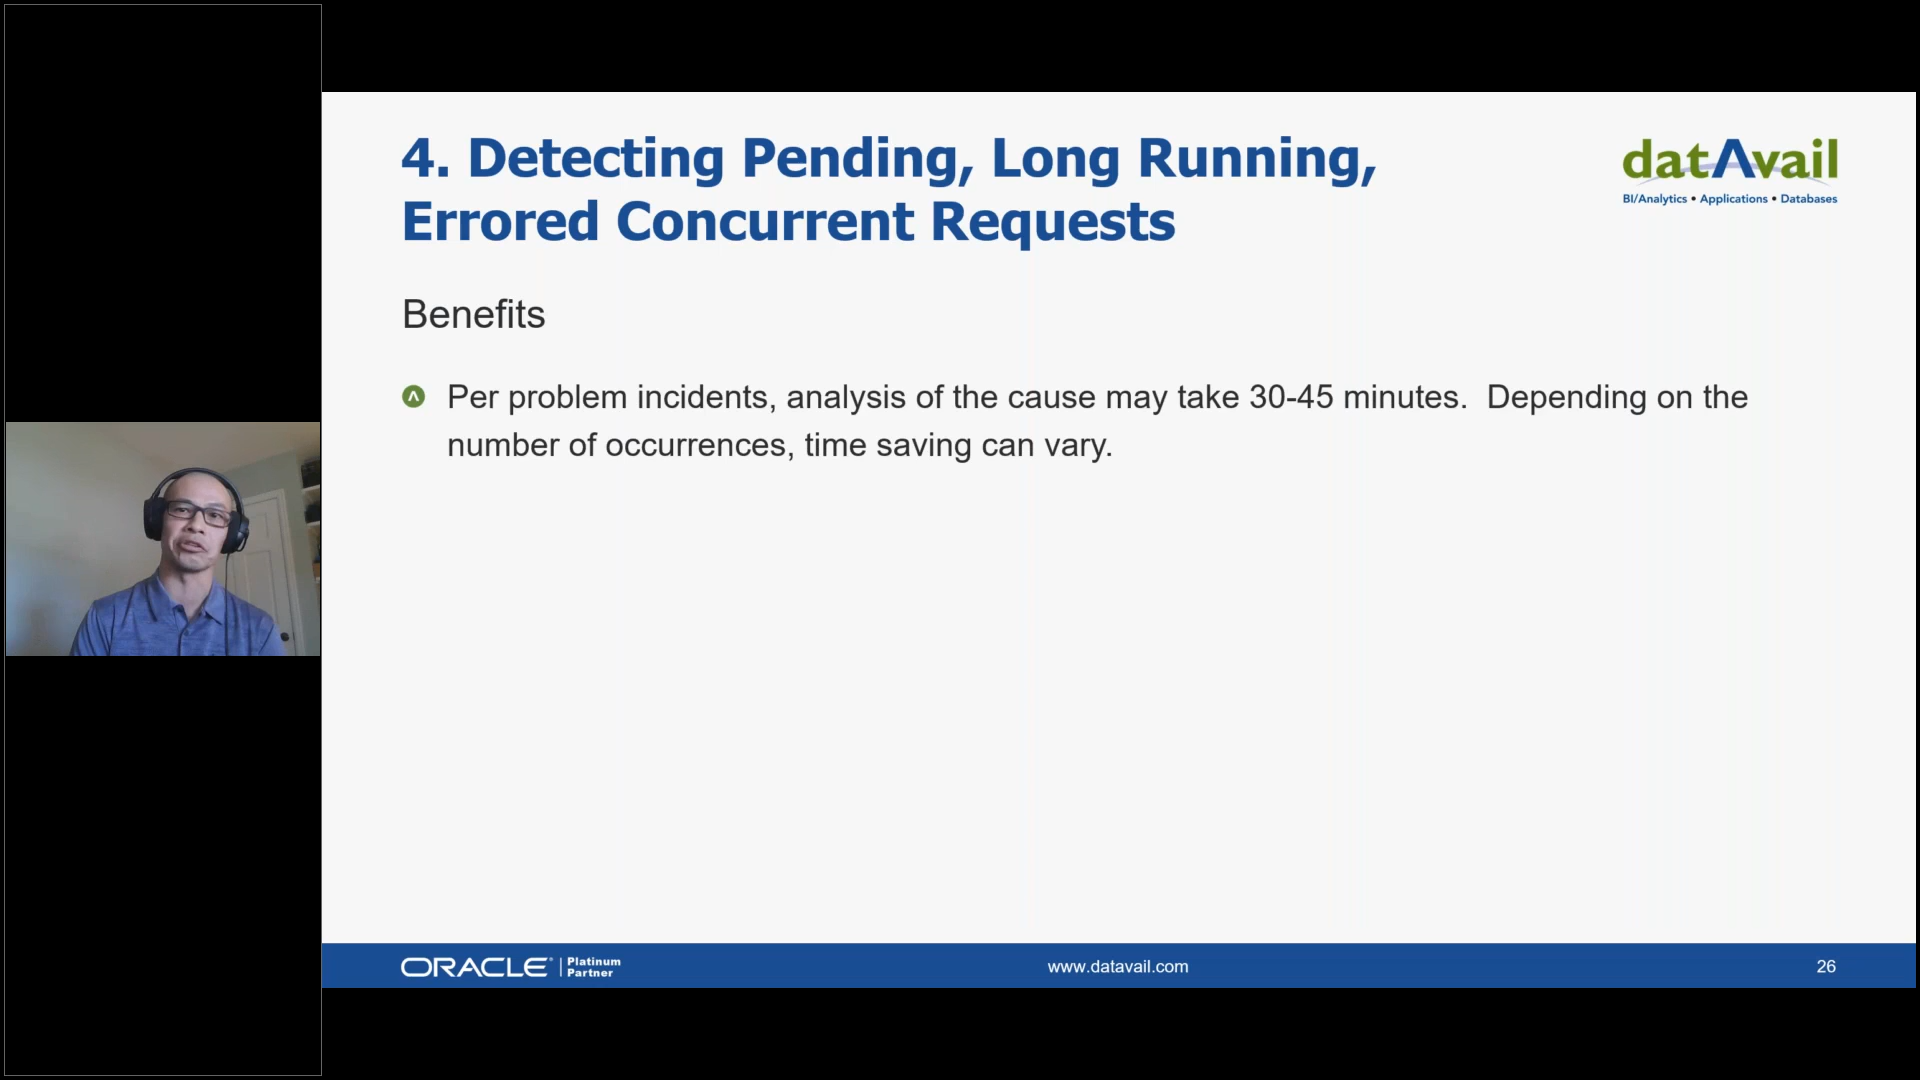 4. Detecting Pending, Long Running,
Errored Concurrent Requests
datAvail
BI/Analytics • Applications • Databases
Benefits
Per problem incidents, analysis of the cause may take 30-45 minutes.  Depending on the
number of occurrences, time saving can vary.
ORACLE® | Platinum
Partner
www.datavail.com
26